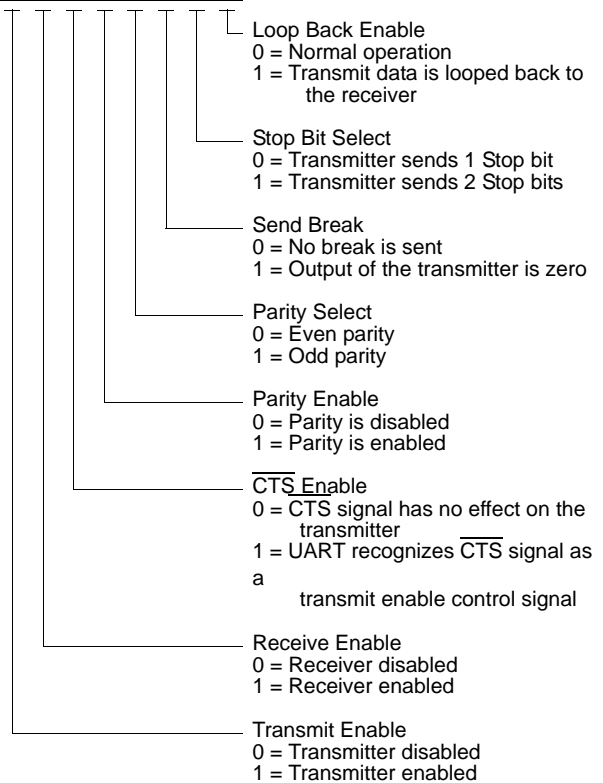 Loop Back Enable
0 = Normal operation
1 = Transmit data is looped back to
the receiver
Stop Bit Select
0 = Transmitter sends 1 Stop bit
1 = Transmitter sends 2 Stop bits
Send Break
0 = No break is sent
1 = Output of the transmitter is zero
Parity Select
0 = Even parity
1 = Odd parity
Parity Enable
0 = Parity is disabled
1 = Parity is enabled
CTS Enable
0 = CTS signal has no effect on the
transmitter
1 = UART recognizes CTS signal as
a
transmit enable control signal
Receive Enable
0 = Receiver disabled
1 = Receiver enabled
Transmit Enable
0 = Transmitter disabled
1 = Transmitter enabled